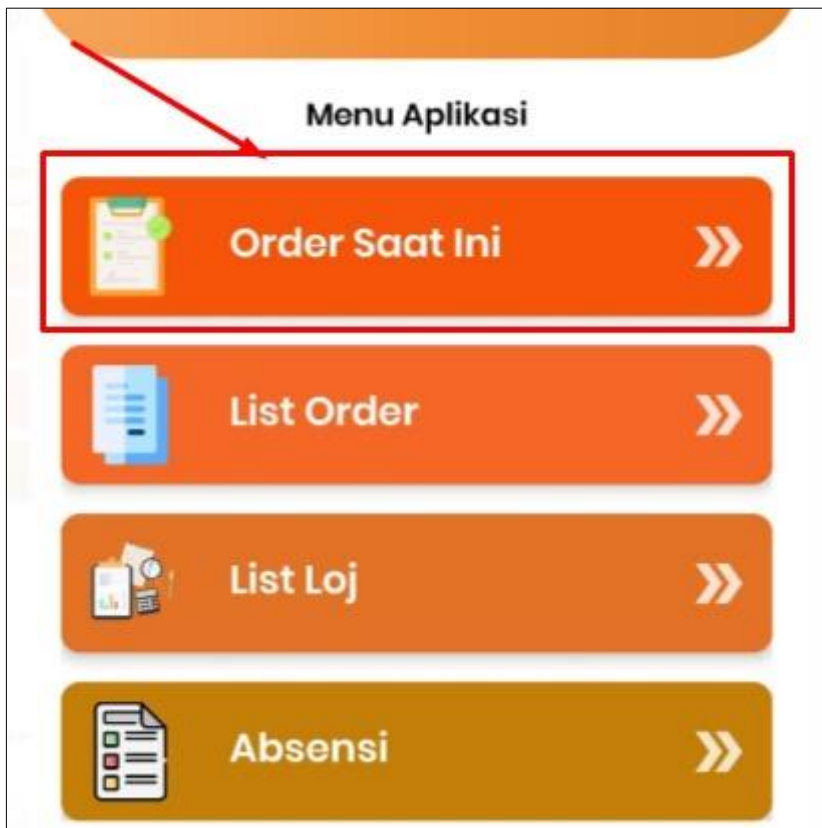 Menu Aplikasi
Order Saat Ini
List Order
List Loj
Absensi